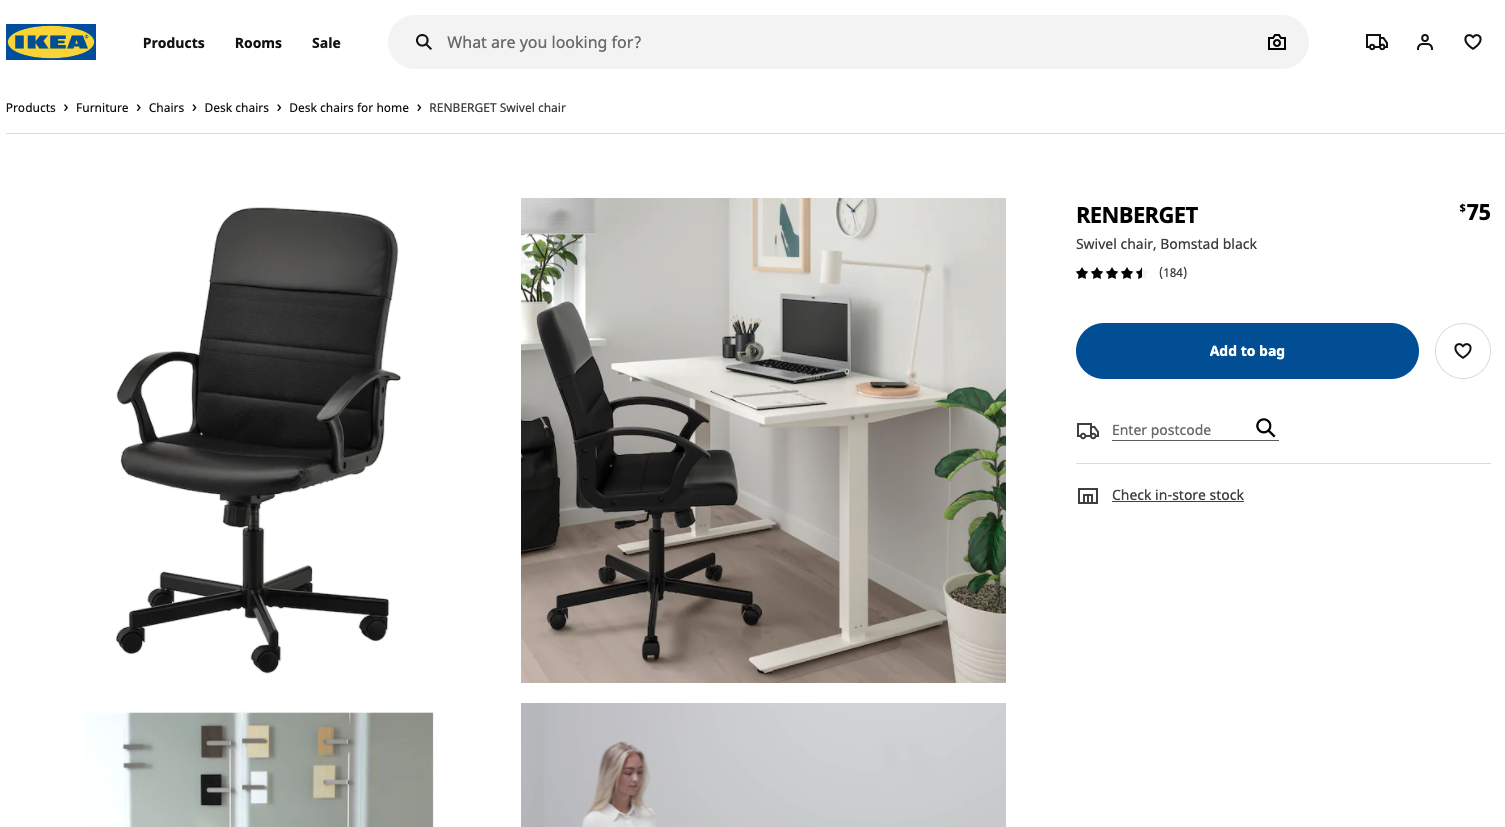 IKEA
Products Rooms Sale
What are you looking for?
Products › Furniture › Chairs › Desk chairs › Desk chairs for home › RENBERGET Swivel chair
RENBERGET
$75
Swivel chair, Bomstad black
(184)
Add to bag
Enter postcode
Check in-store stock